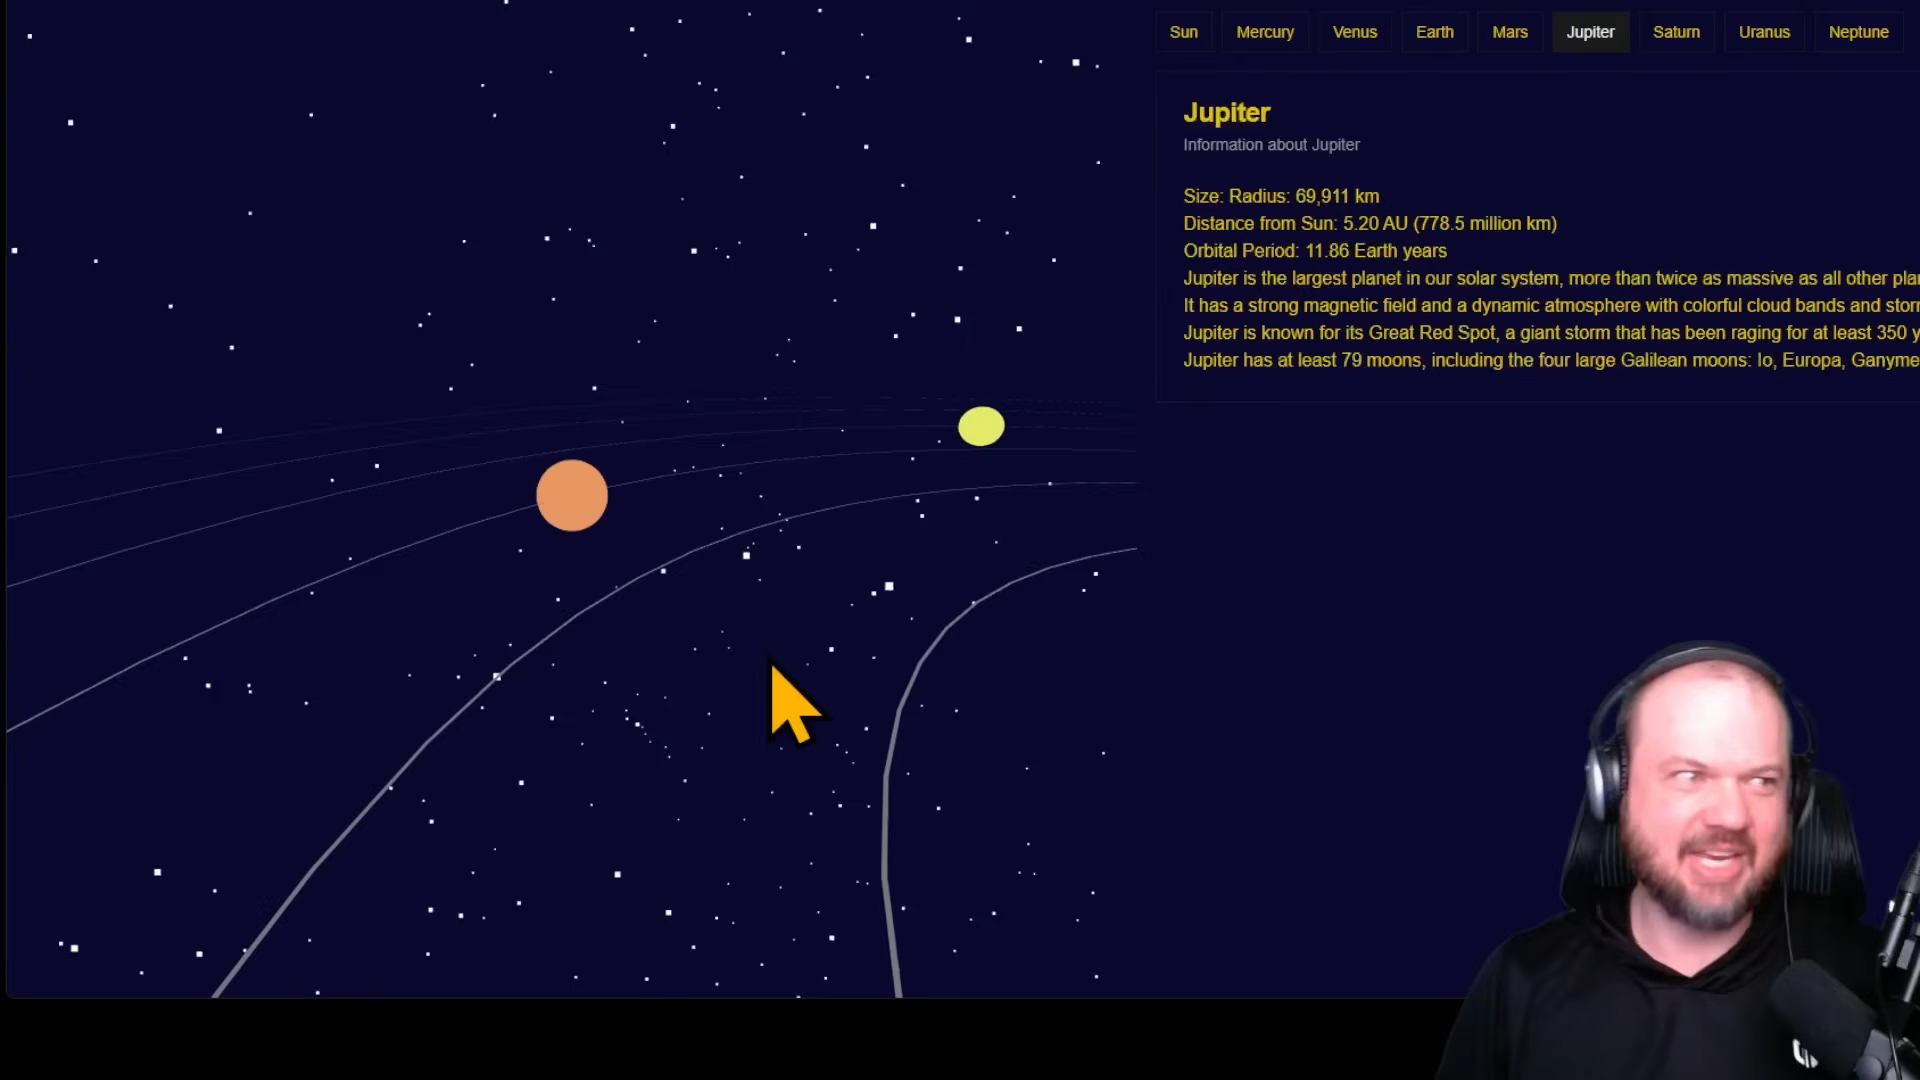 Sun Mercury Venus Earth Mars Jupiter Saturn Uranus Neptune
Jupiter
Information about Jupiter
Size: Radius: 69,911 km
Distance from Sun: 5.20 AU (778.5 million km)
Orbital Period: 11.86 Earth years
Jupiter is the largest planet in our solar system, more than twice as massive as all other
It has a strong magnetic field and a dynamic atmosphere with colorful cloud bands and
Jupiter is known for its Great Red Spot, a giant storm that has been raging for at least 350
Jupiter has at least 79 moons, including the four large Galilean moons: Io, Europa,